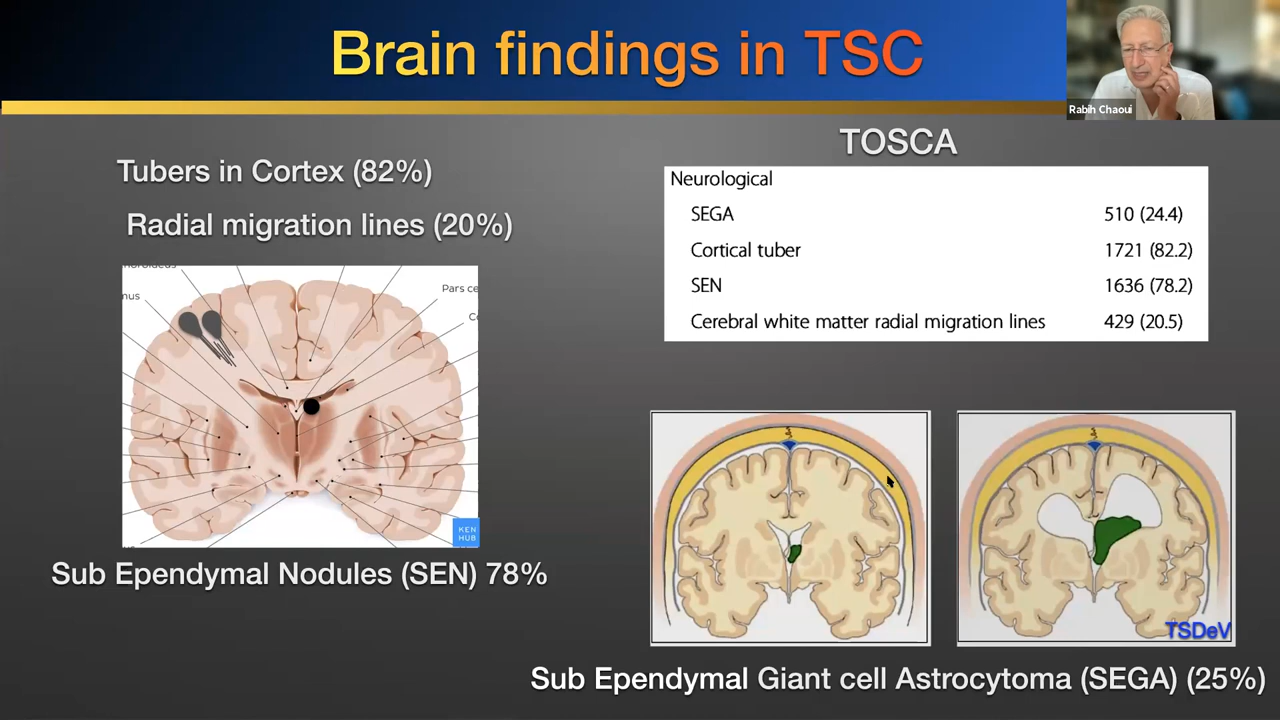 Brain findings in TSC
Rabih Chaoui
Tubers in Cortex (82%)
Radial migration lines (20%)
TOSCA
Neurological
SEGA 510 (24.4)
Cortical tuber 1721 (82.2)
SEN 1636 (78.2)
Cerebral white matter radial migration lines 429 (20.5)
Pars ce
KEN
HUB
Sub Ependymal Nodules (SEN) 78%
TSDeV
Sub Ependymal Giant cell Astrocytoma (SEGA) (25%)